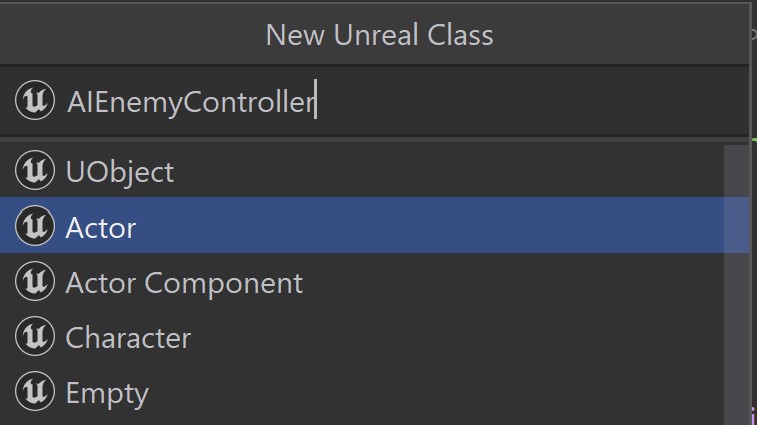 New Unreal Class
AIEnemyController
UObject
Actor
Actor Component
Character
Empty